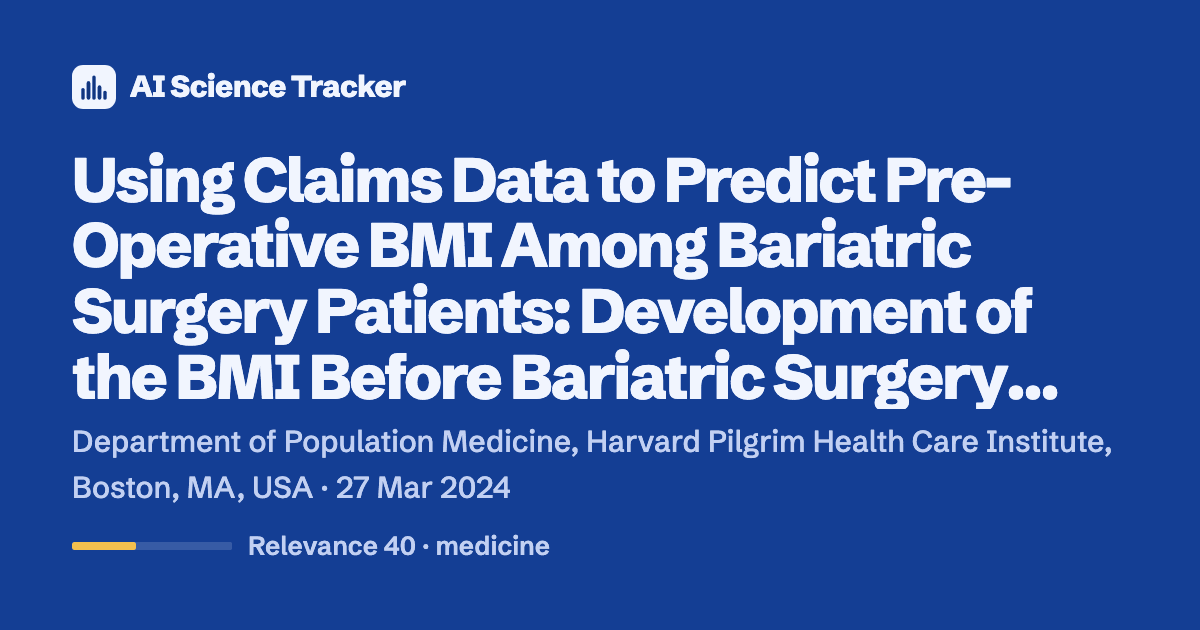 AI Science Tracker
Using Claims Data to Predict Pre-
Operative BMI Among Bariatric
Surgery Patients: Development of
the BMI Before Bariatric Surgery...
Department of Population Medicine, Harvard Pilgrim Health Care Institute,
Boston, MA, USA · 27 Mar 2024
Relevance 40 · medicine